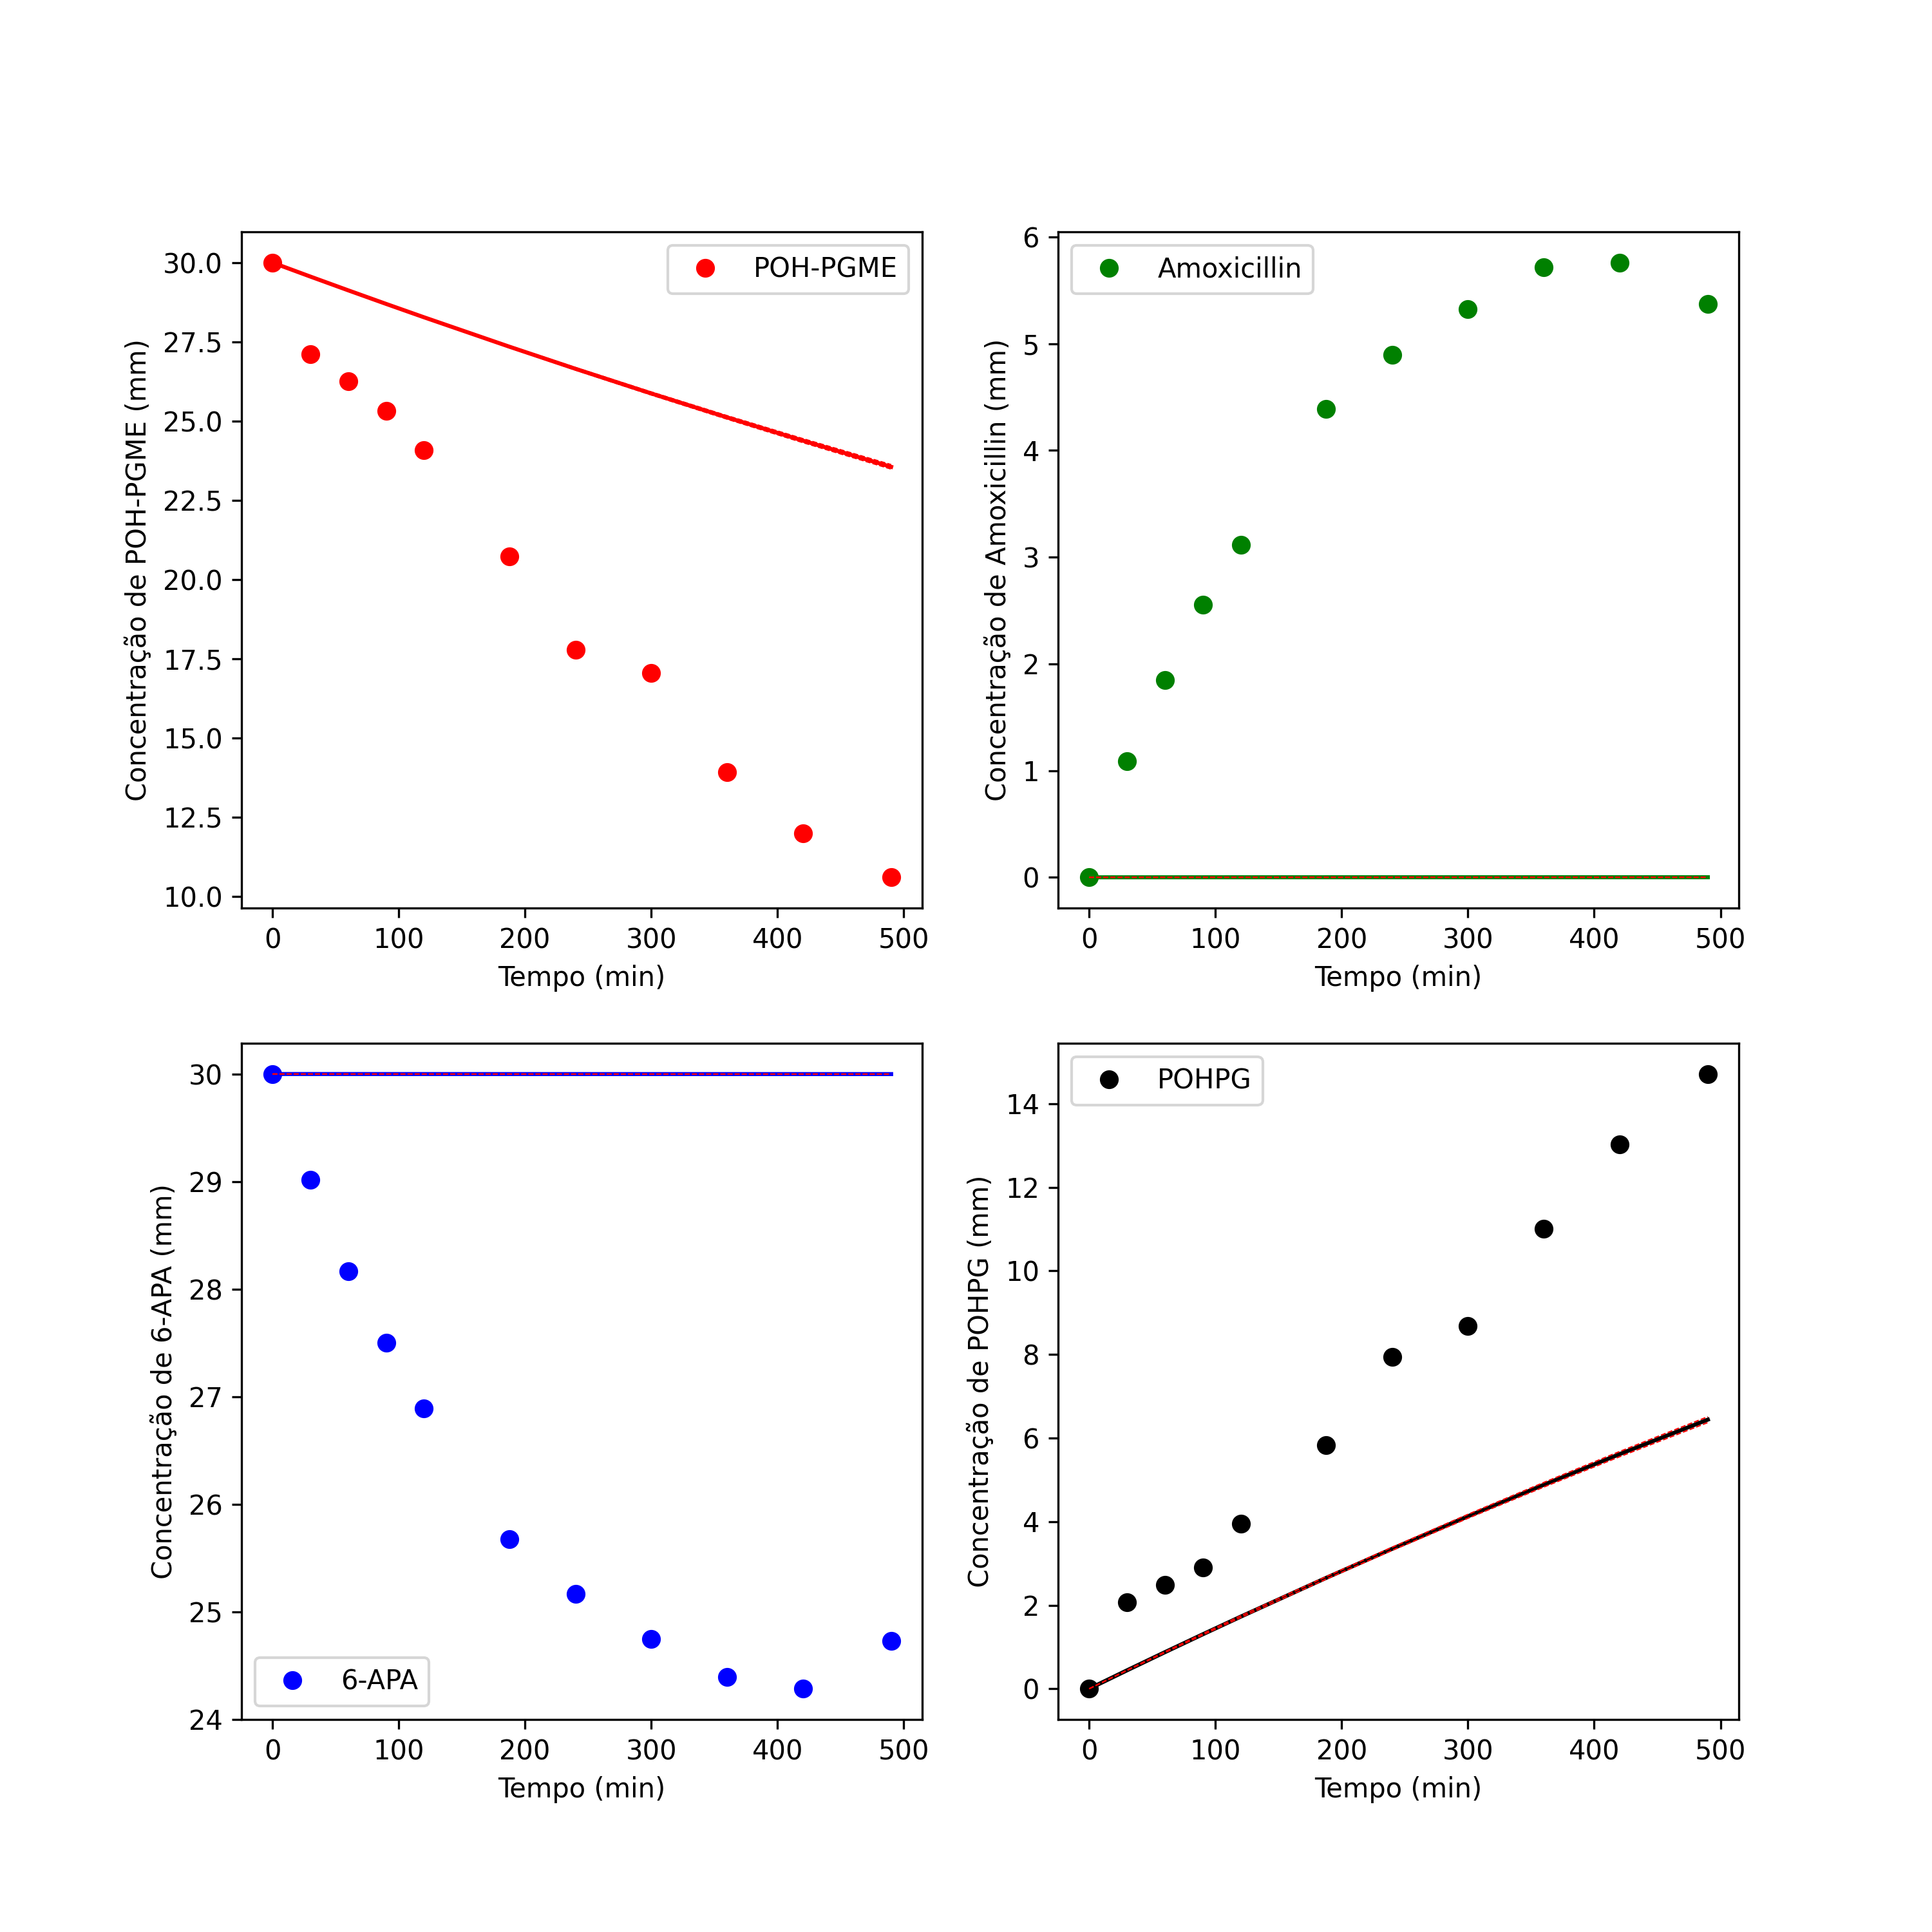 POH-PGME
30.0
27.5
25.0
22.5
20.0
17.5
15.0
12.5
10.0
Concentração de POH-PGME (mm)
0 100 200 300 400 500
Tempo (min)
Amoxicillin
6
5
4
3
2
1
0
Concentração de Amoxicillin (mm)
0 100 200 300 400 500
Tempo (min)
30
29
28
27
26
25
24
Concentração de 6-APA (mm)
6-APA
0 100 200 300 400 500
Tempo (min)
POHPG
14
12
10
8
6
4
2
0
Concentração de POHPG (mm)
0 100 200 300 400 500
Tempo (min)